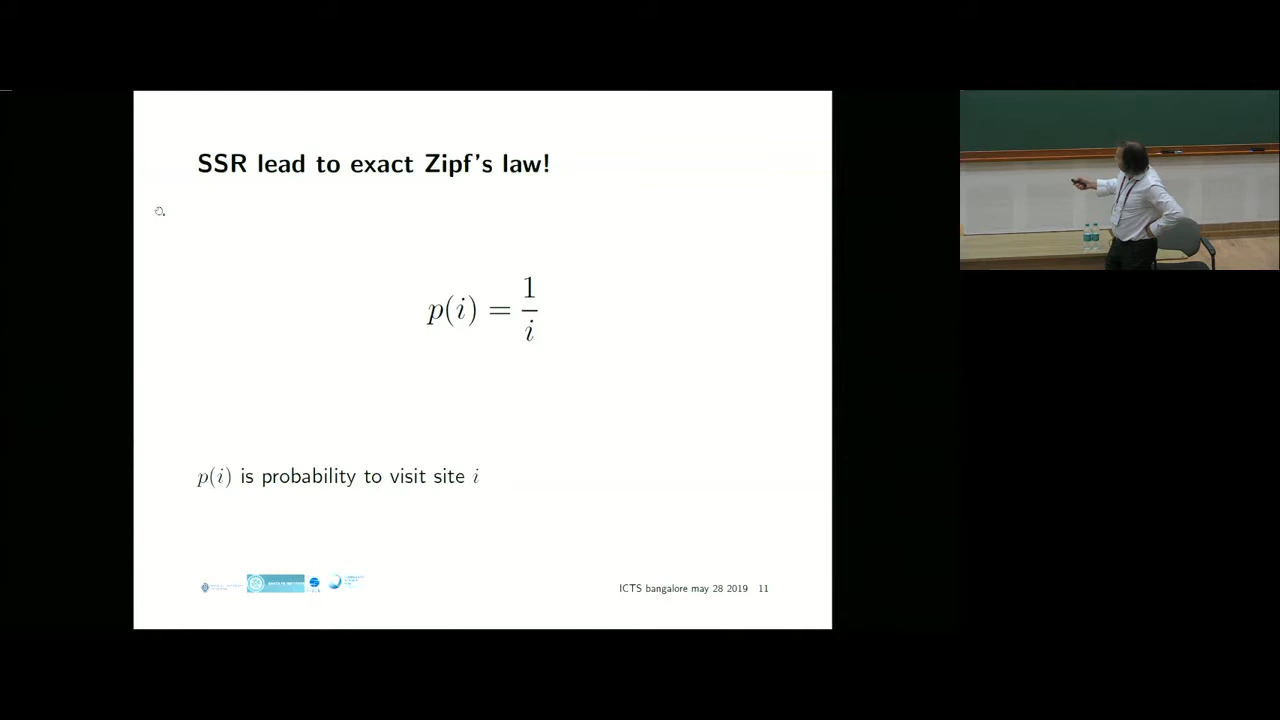 SSR lead to exact Zipf's law!
p(i) = 1/i
p(i) is probability to visit site i
ICTS bangalore may 28 2019 11